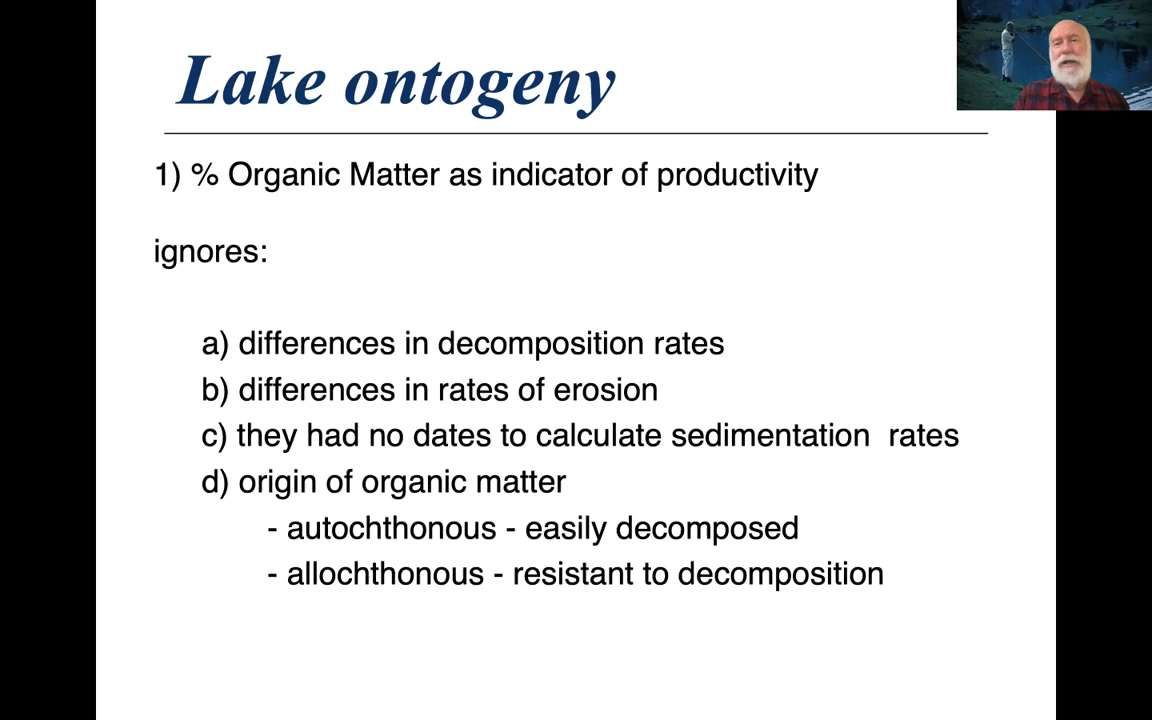 Lake ontogeny
1) % Organic Matter as indicator of productivity
ignores:
a) differences in decomposition rates
b) differences in rates of erosion
c) they had no dates to calculate sedimentation  rates
d) origin of organic matter
- autochthonous - easily decomposed
- allochthonous - resistant to decomposition